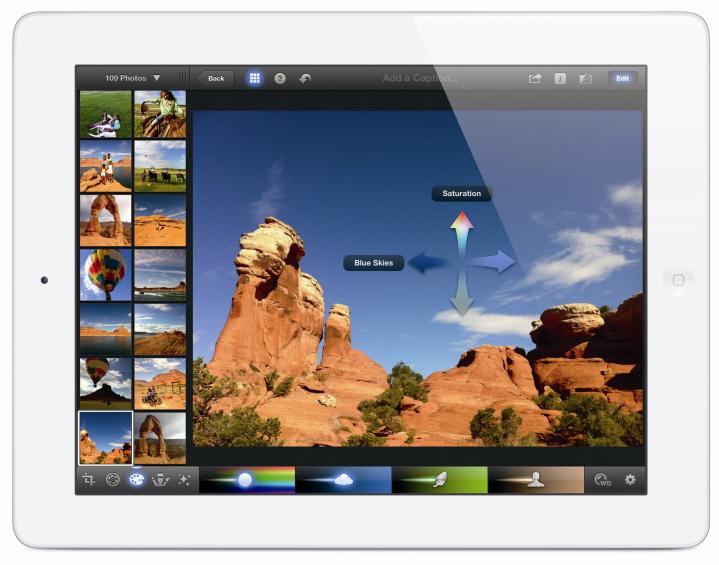 109 Photos ▼
Back
?
Add a Caption...
i
Edit
Saturation
Blue Skies
WB